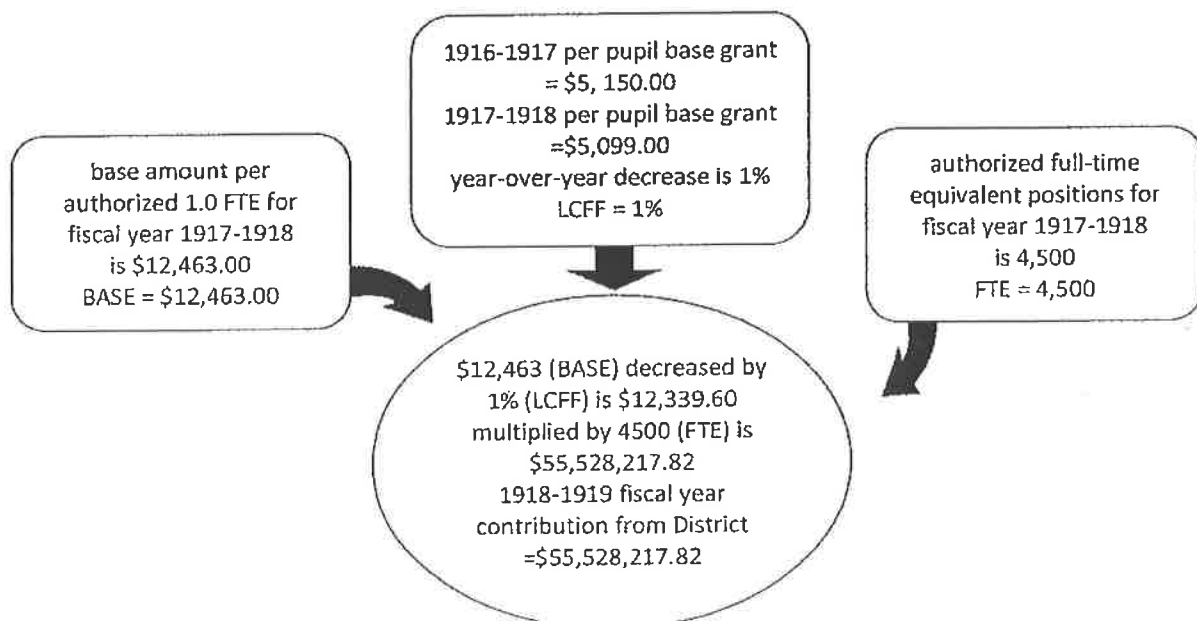 1916-1917 per pupil base grant
= $5, 150.00
1917-1918 per pupil base grant
=$5,099.00
year-over-year decrease is 1%
LCFF = 1%
base amount per
authorized 1.0 FTE for
fiscal year 1917-1918
is $12,463.00
BASE = $12,463.00
authorized full-time
equivalent positions for
fiscal year 1917-1918
is 4,500
FTE = 4,500
$12,463 (BASE) decreased by
1% (LCFF) is $12,339.60
multiplied by 4500 (FTE) is
$55,528,217.82
1918-1919 fiscal year
contribution from District
=$55,528,217.82